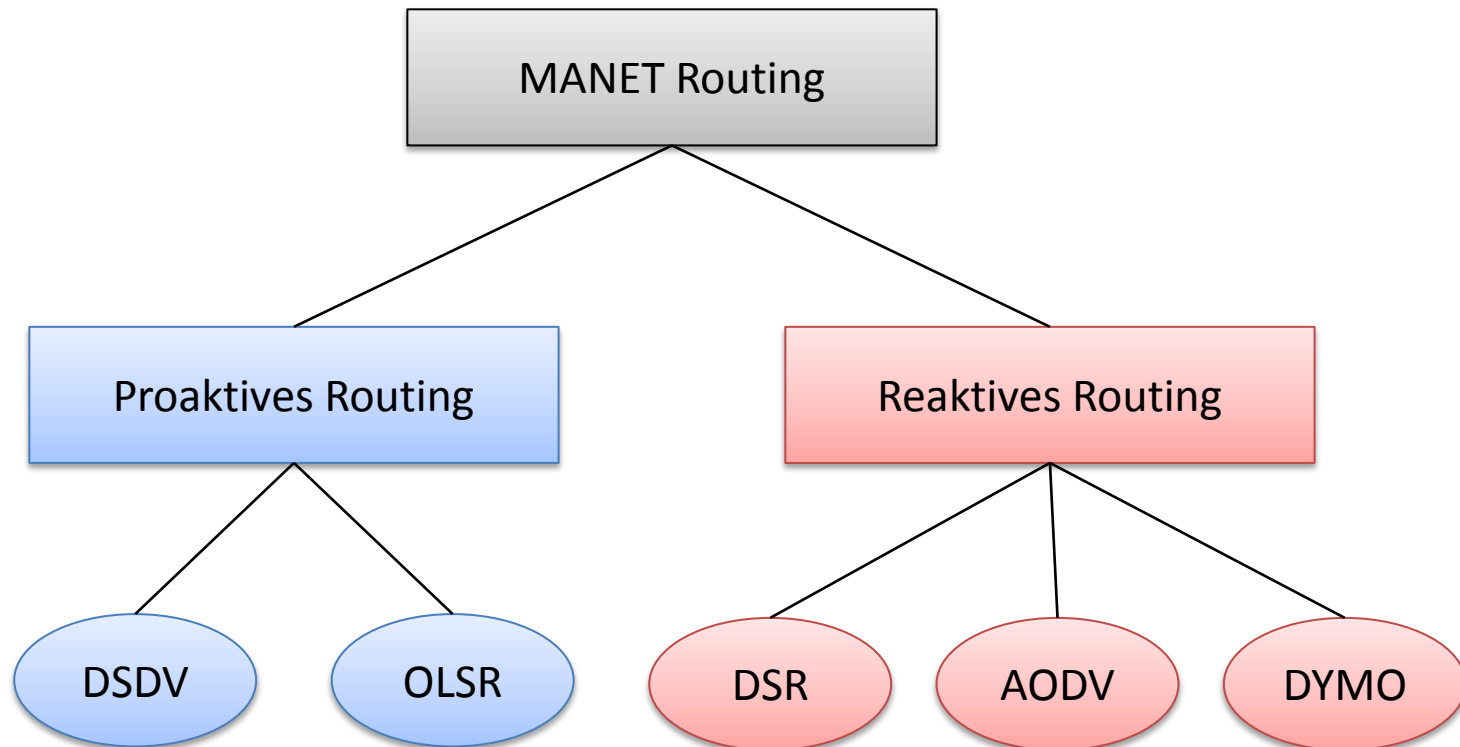 MANET Routing
Proaktives Routing
Reaktives Routing
DSDV
OLSR
DSR
AODV
DYMO